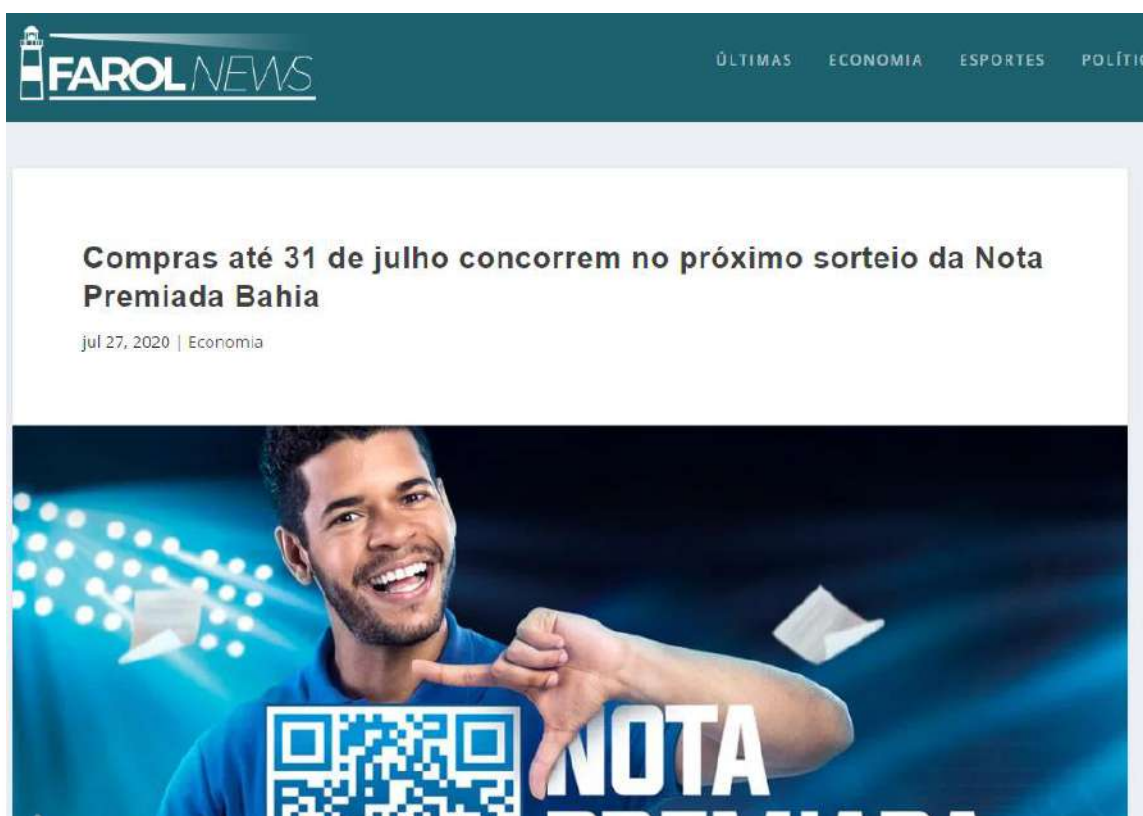 FAROL NEWS
ÚLTIMAS ECONOMIA ESPORTES
Compras até 31 de julho concorrem no próximo sorteio da Nota
Premiada Bahia
jul 27, 2020 | Economia
NOTA
PREMIADA